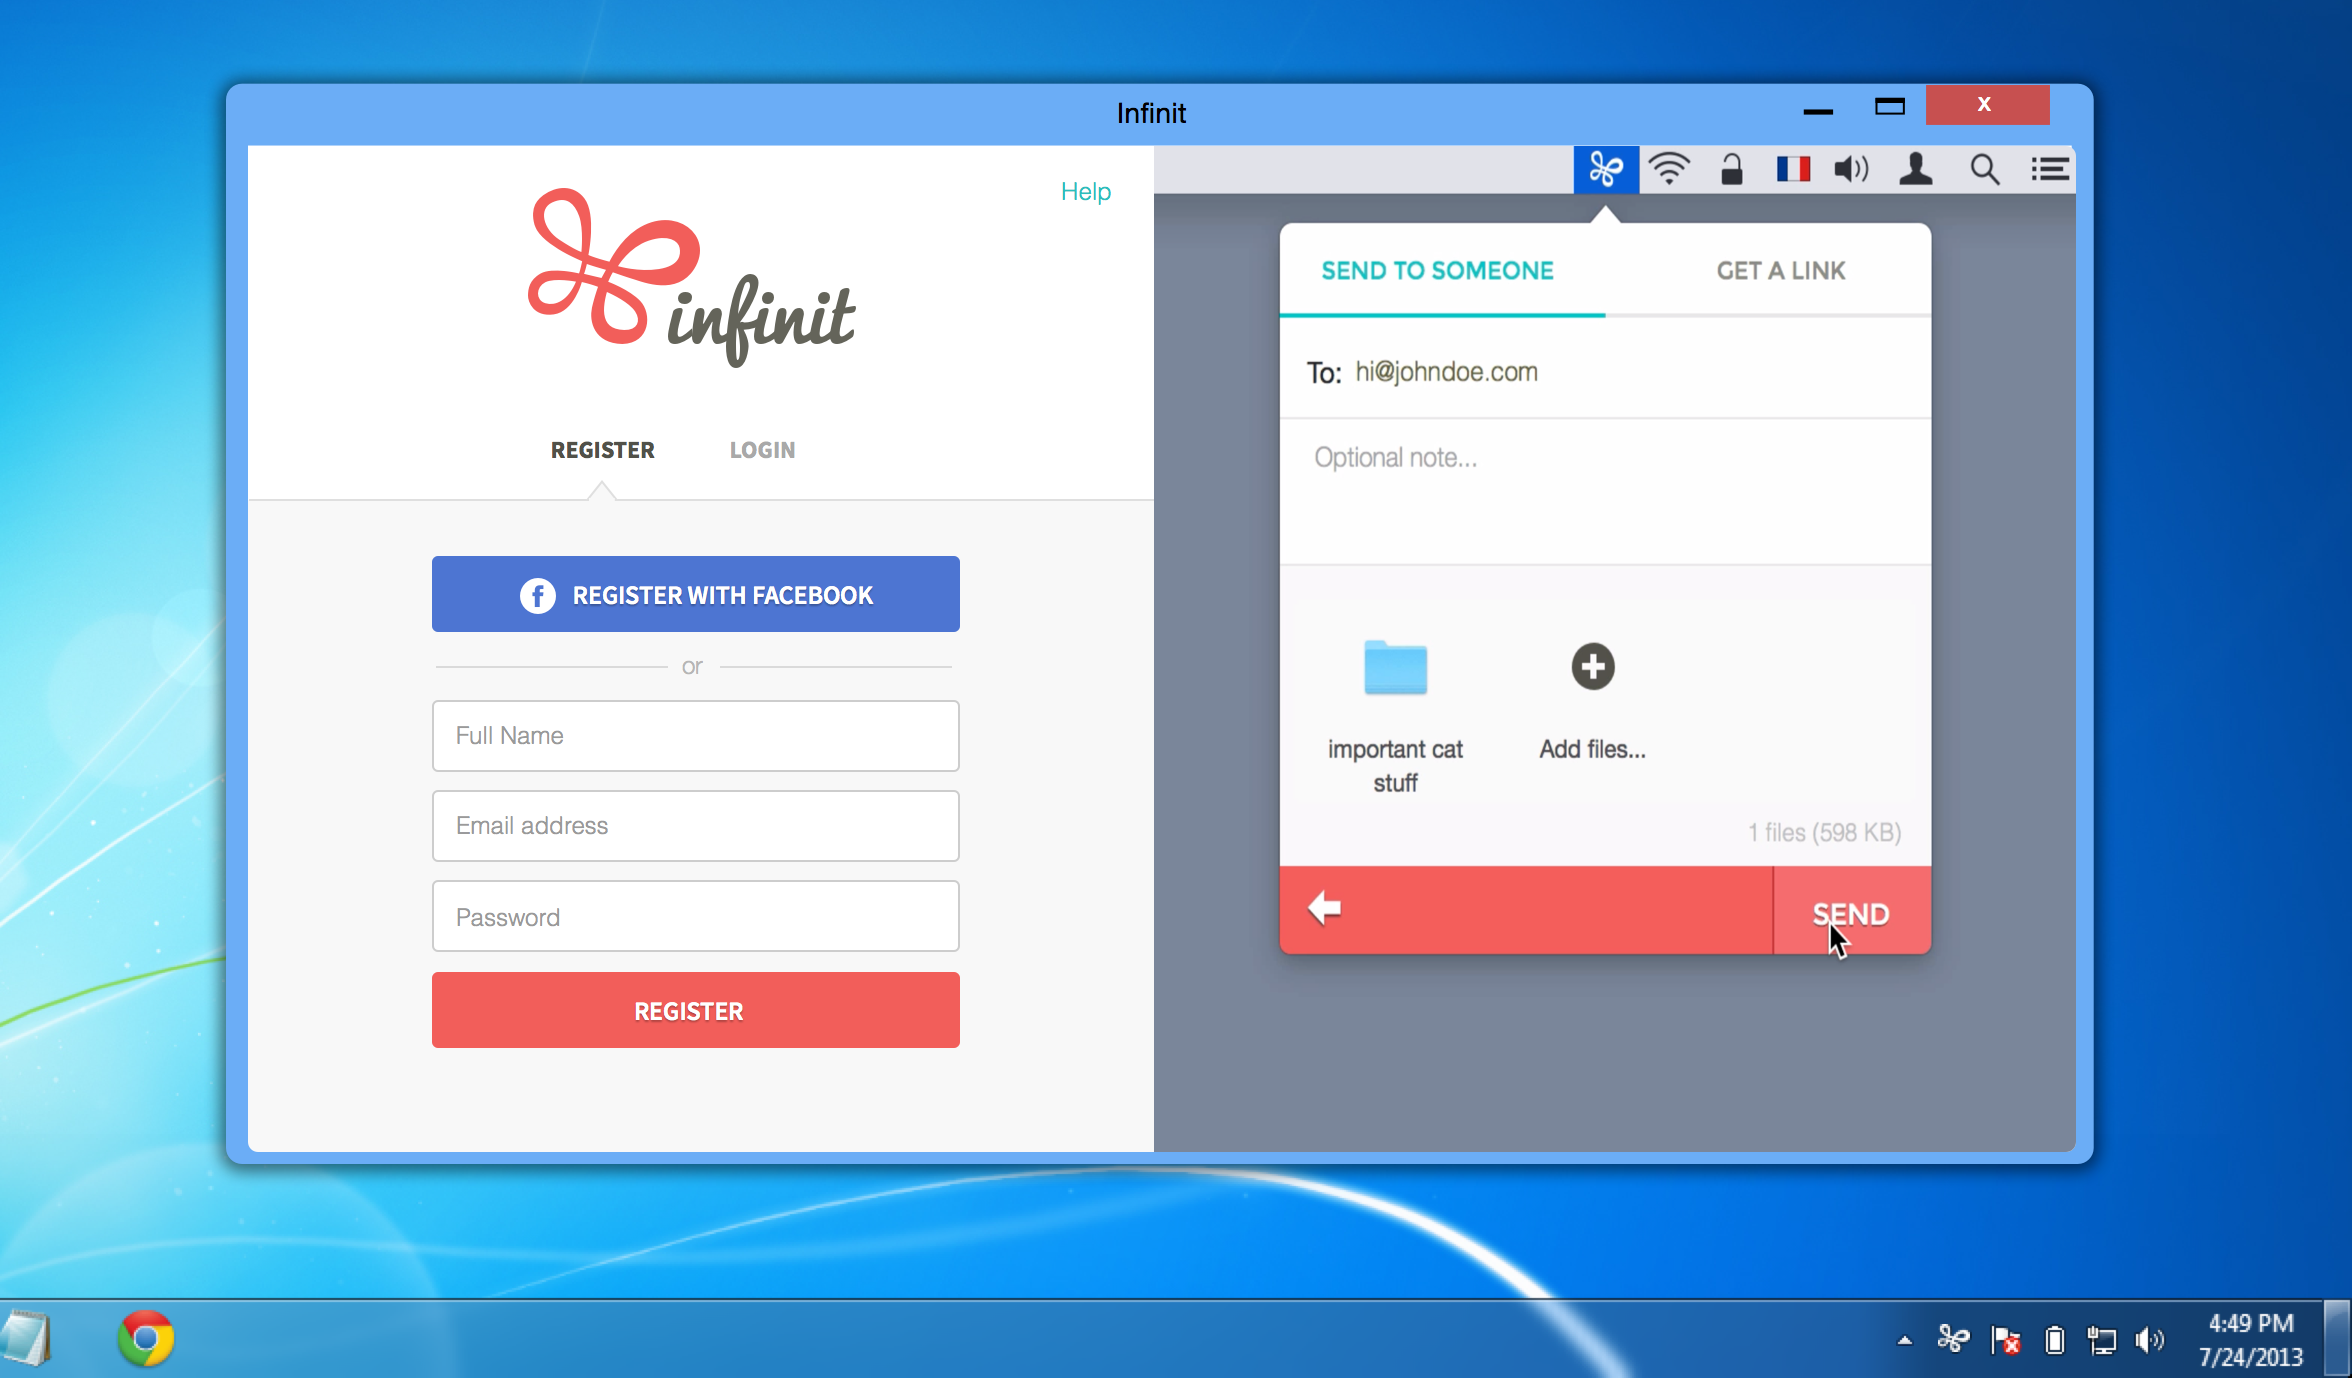 Infinit
x
Help
infinit
REGISTER LOGIN
f REGISTER WITH FACEBOOK
or
Full Name
Email address
Password
REGISTER
SEND TO SOMEONE GET A LINK
To: hi@johndoe.com
Optional note...
important cat
stuff
Add files...
1 files (598 KB)
SEND
4:49 PM
7/24/2013